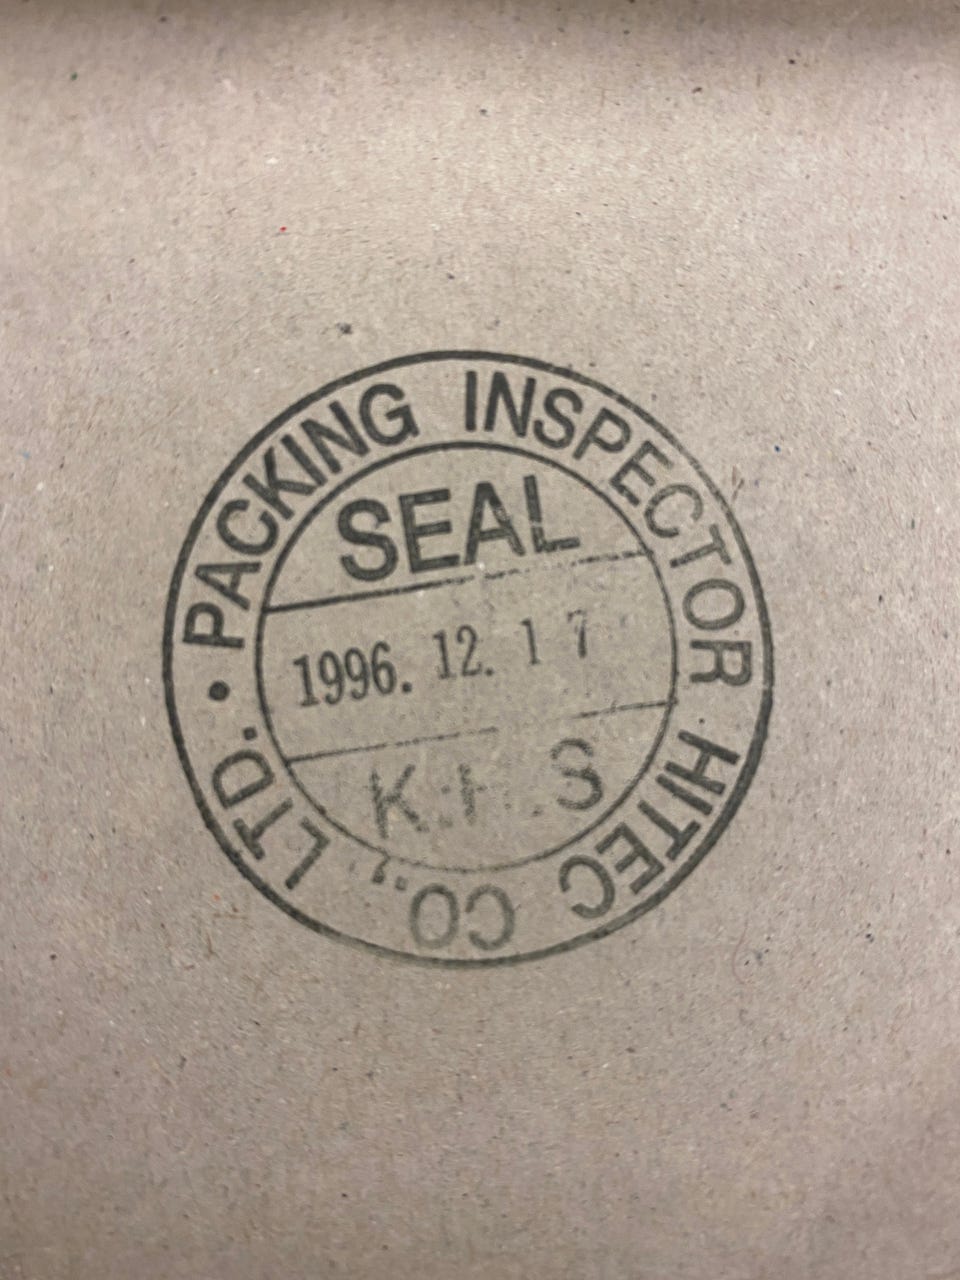 • PACKING INSPECTOR HITEC CO., LTD.
SEAL
1996. 12. 17